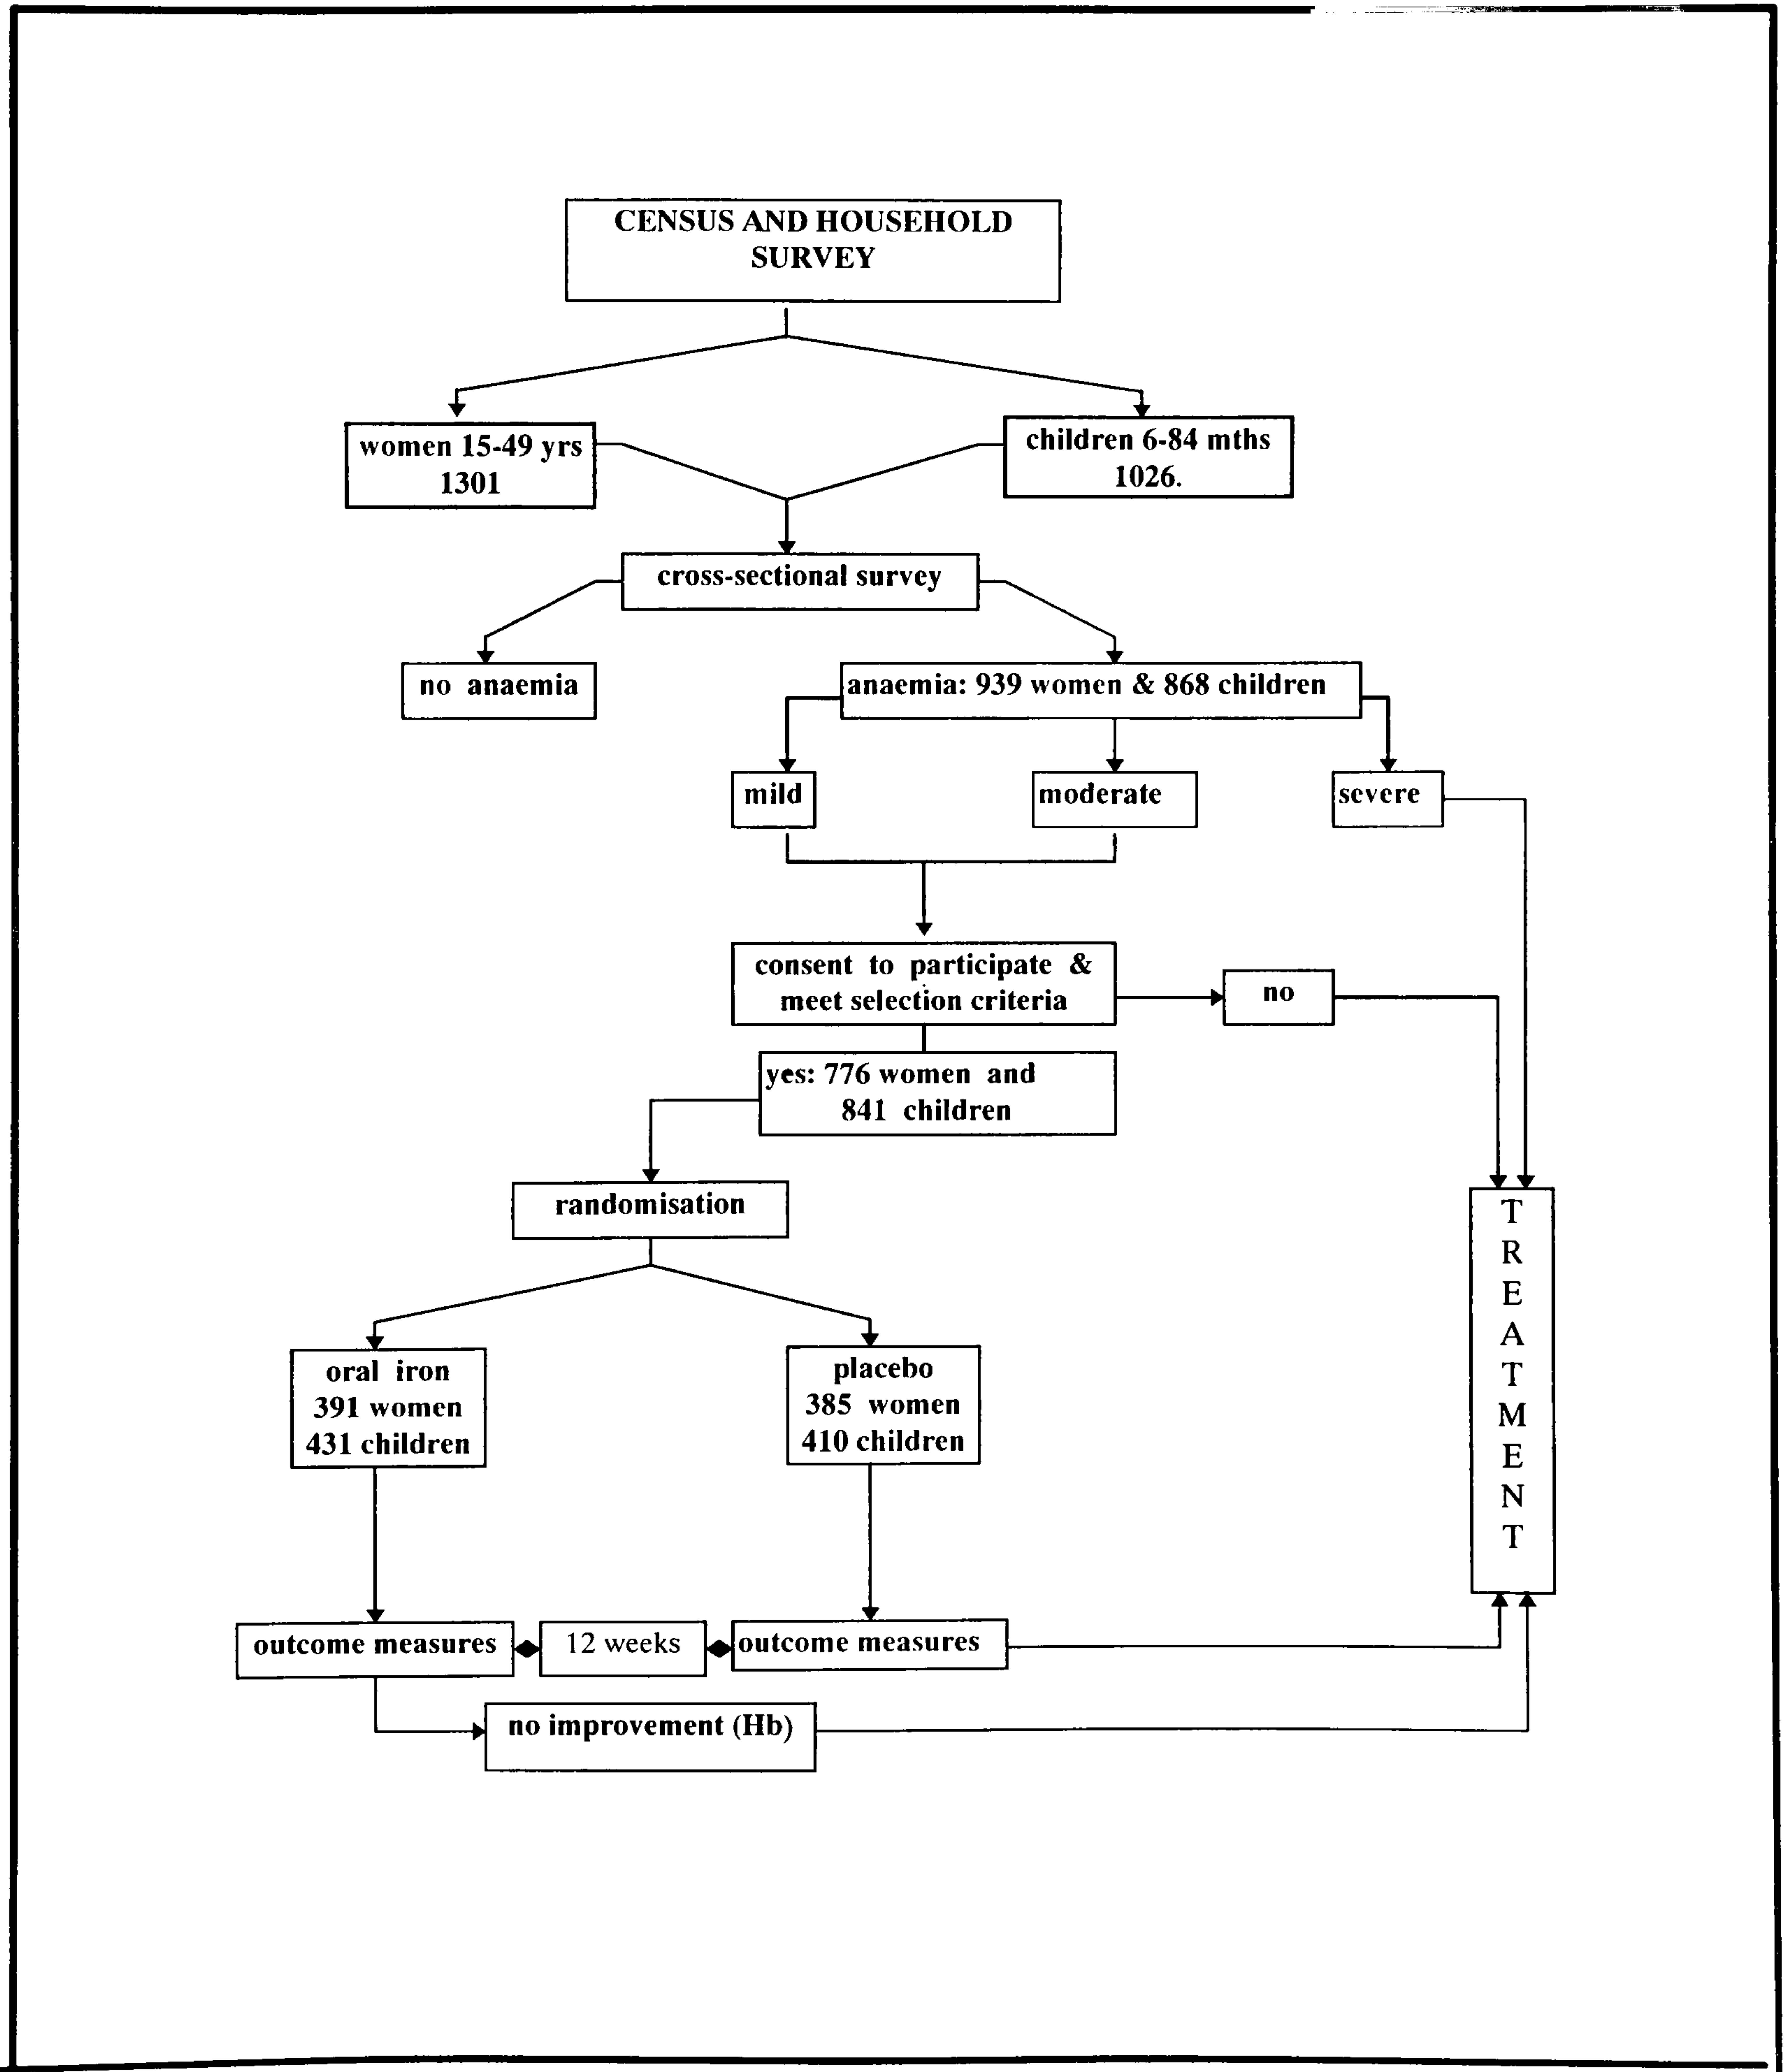 CENSUS AND HOUSEHOLD
SURVEY
women 15-49 yrs
1301
children 6-84 mths
1026.
cross-sectional survey
no anaemia
anaemia: 939 women & 868 children
mild
moderate
severe
consent to participate &
meet selection criteria
no
yes: 776 women and
841 children
randomisation
TREATMENT
oral iron
391 women
431 children
placebo
385 women
410 children
outcome measures
12 weeks
outcome measures
no improvement (Hb)